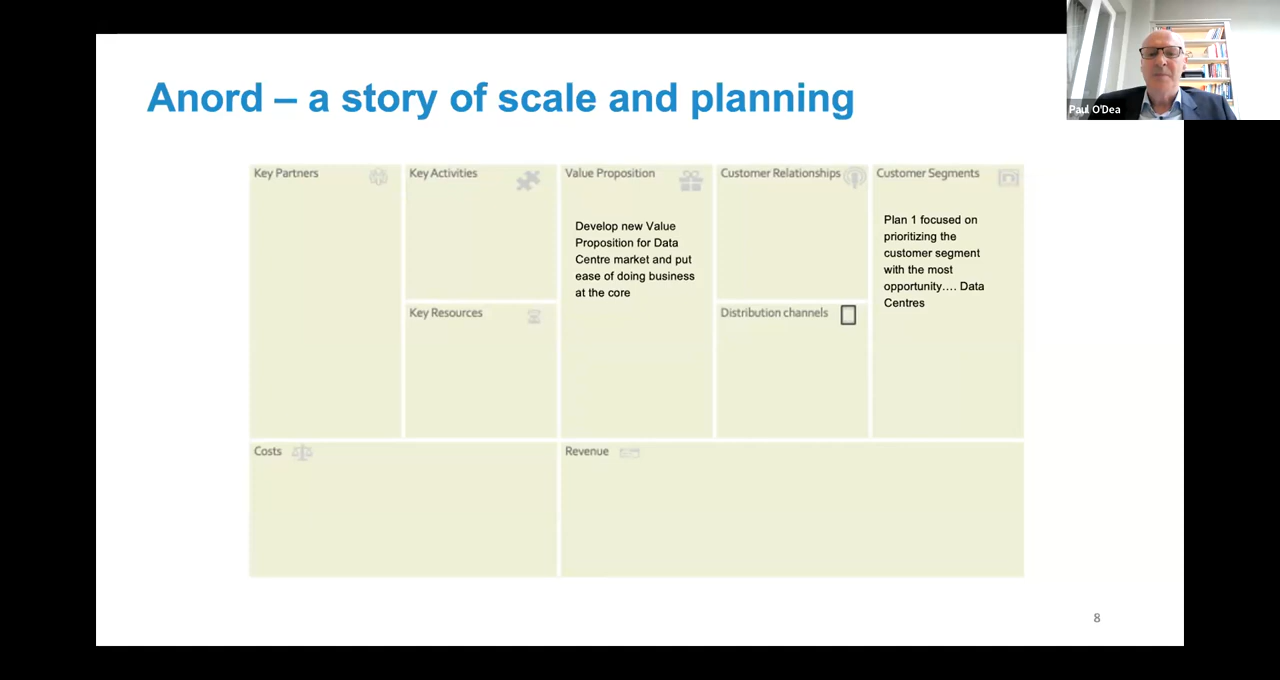 Anord – a story of scale and planning
Paul O'Dea
Key Partners
Key Activities
Value Proposition
Customer Relationships
Customer Segments
Develop new Value
Proposition for Data
Centre market and put
ease of doing business
at the core
Plan 1 focused on
prioritizing the
customer segment
with the most
opportunity…. Data
Centres
Key Resources
Distribution channels
Costs
Revenue
8